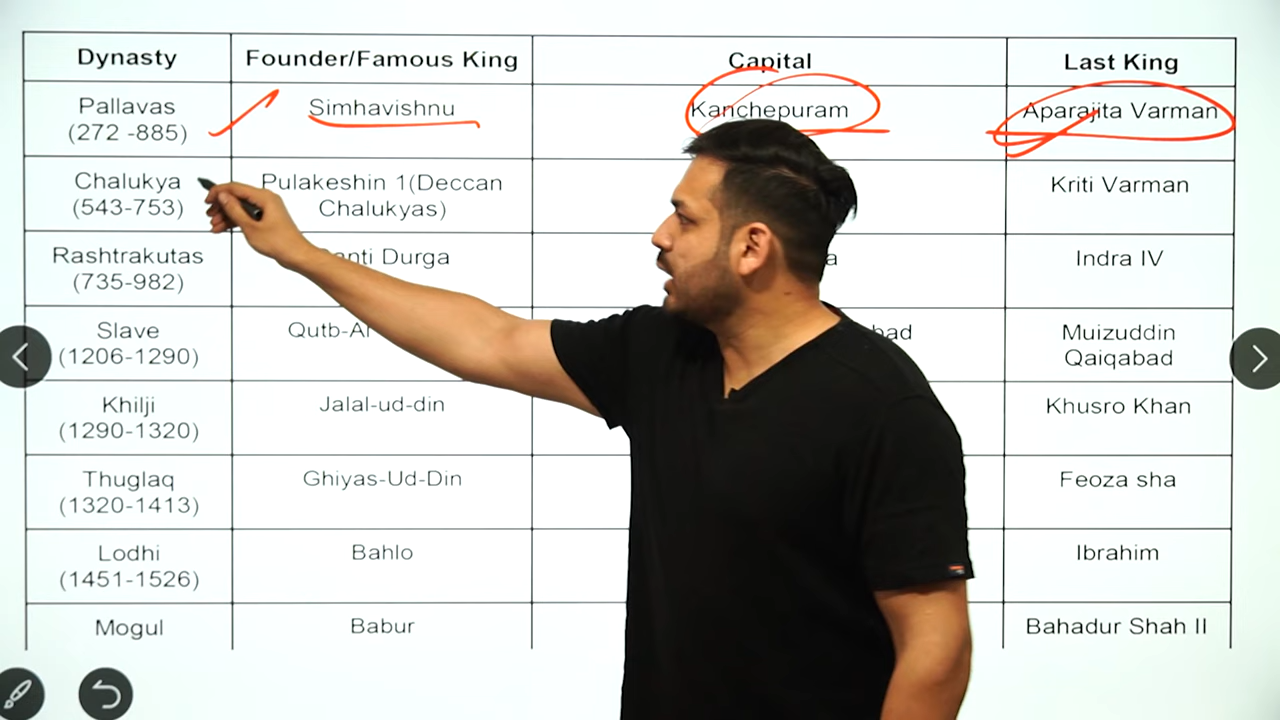 Dynasty Founder/Famous King Capital Last King
Pallavas
(272 -885)
Simhavishnu
Kanchepuram
Aparajita Varman
Chalukya
(543-753)
Pulakeshin 1(Deccan
Chalukyas)
Kriti Varman
Rashtrakutas
(735-982)
Durga
Indra IV
Slave
(1206-1290)
Muizuddin
Qaiqabad
Khilji
(1290-1320)
Jalal-ud-din
Khusro Khan
Thuglaq
(1320-1413)
Ghiyas-Ud-Din
Feoza sha
Lodhi
(1451-1526)
Bahlo
Ibrahim
Mogul
Babur
Bahadur Shah II